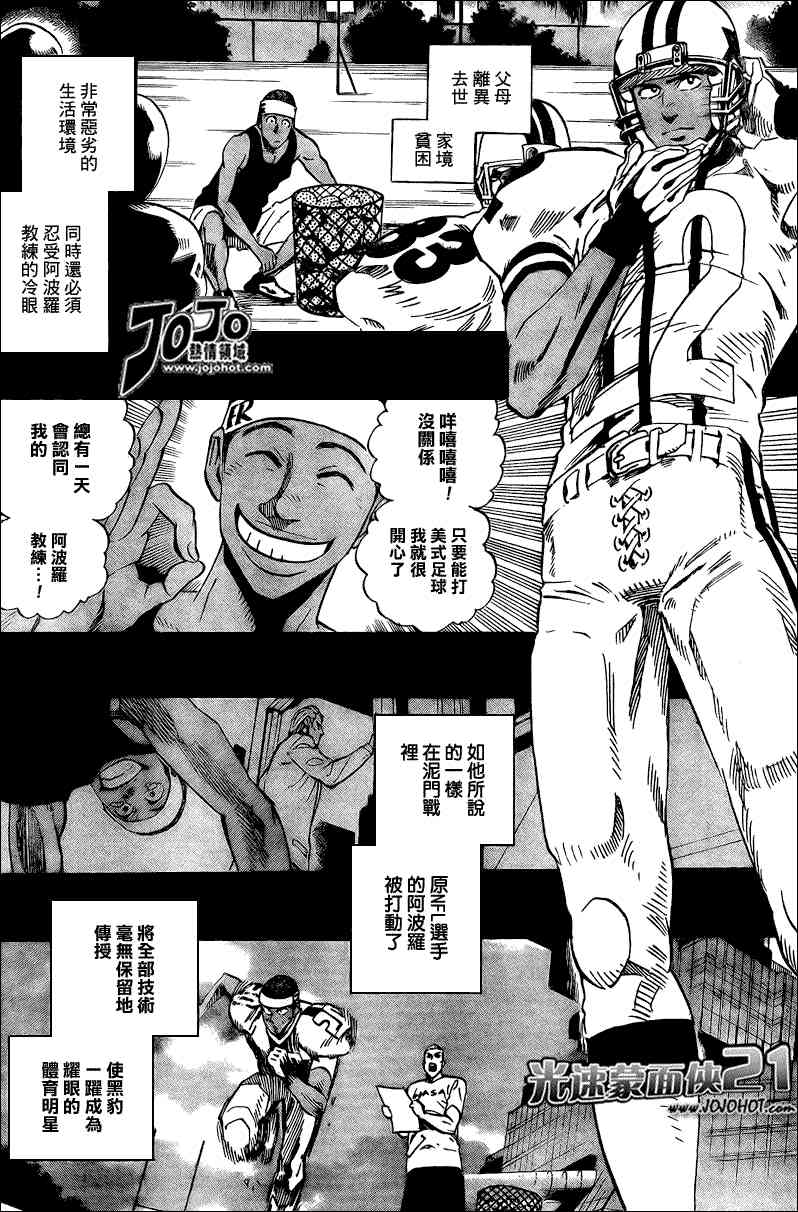 父母
離異
去世
家境
貧困
非常惡劣的
生活環境
同時還必須
忍受阿波羅
教練的冷眼
83
2
JOJO
熱情領域
www.jojohot.com
咩嘻嘻嘻!
沒關係
只要能打
美式足球
我就很
開心了
總有一天
會認同
我的
阿波羅
教練…!
如他所說
的一樣
在泥門戰
裡
原NFL選手
的阿波羅
被打動了
將全部技術
毫無保留地
傳授
使黑豹
一躍成為
耀眼的
體育明星
NASA
光速蒙面俠21
www.JOJOHOT.com